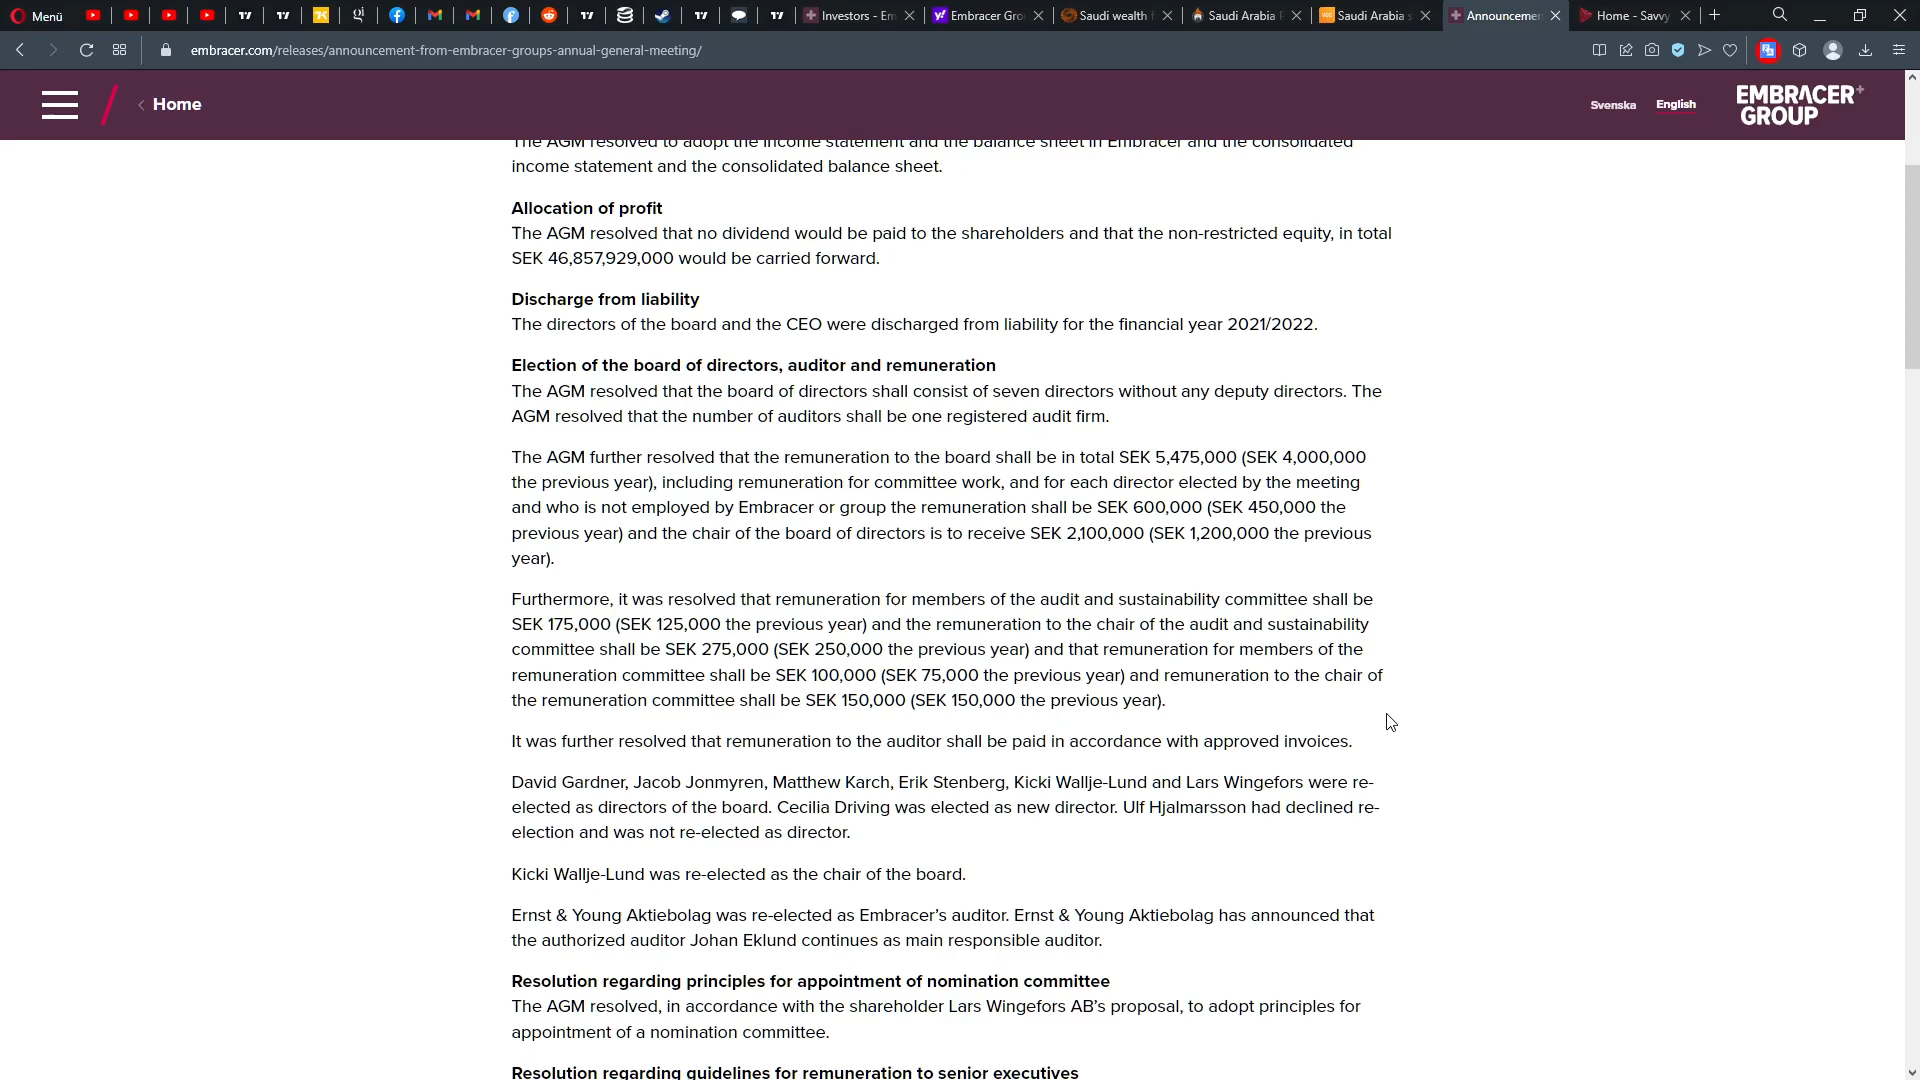 Menü
Investors - Em
Embracer Gro
Saudi wealth f
Saudi Arabia
Saudi Arabia s
Announcemen
Home - Savvy
embracer.com/releases/announcement-from-embracer-groups-annual-general-meeting/
Home
Svenska
English
EMBRACER+
GROUP
The AGM resolved to adopt the income statement and the balance sheet in Embracer and the consolidated
income statement and the consolidated balance sheet.
Allocation of profit
The AGM resolved that no dividend would be paid to the shareholders and that the non-restricted equity, in total
SEK 46,857,929,000 would be carried forward.
Discharge from liability
The directors of the board and the CEO were discharged from liability for the financial year 2021/2022.
Election of the board of directors, auditor and remuneration
The AGM resolved that the board of directors shall consist of seven directors without any deputy directors. The
AGM resolved that the number of auditors shall be one registered audit firm.
The AGM further resolved that the remuneration to the board shall be in total SEK 5,475,000 (SEK 4,000,000
the previous year), including remuneration for committee work, and for each director elected by the meeting
and who is not employed by Embracer or group the remuneration shall be SEK 600,000 (SEK 450,000 the
previous year) and the chair of the board of directors is to receive SEK 2,100,000 (SEK 1,200,000 the previous
year).
Furthermore, it was resolved that remuneration for members of the audit and sustainability committee shall be
SEK 175,000 (SEK 125,000 the previous year) and the remuneration to the chair of the audit and sustainability
committee shall be SEK 275,000 (SEK 250,000 the previous year) and that remuneration for members of the
remuneration committee shall be SEK 100,000 (SEK 75,000 the previous year) and remuneration to the chair of
the remuneration committee shall be SEK 150,000 (SEK 150,000 the previous year).
It was further resolved that remuneration to the auditor shall be paid in accordance with approved invoices.
David Gardner, Jacob Jonmyren, Matthew Karch, Erik Stenberg, Kicki Wallje-Lund and Lars Wingefors were re-
elected as directors of the board. Cecilia Driving was elected as new director. Ulf Hjalmarsson had declined re-
election and was not re-elected as director.
Kicki Wallje-Lund was re-elected as the chair of the board.
Ernst & Young Aktiebolag was re-elected as Embracer’s auditor. Ernst & Young Aktiebolag has announced that
the authorized auditor Johan Eklund continues as main responsible auditor.
Resolution regarding principles for appointment of nomination committee
The AGM resolved, in accordance with the shareholder Lars Wingefors AB’s proposal, to adopt principles for
appointment of a nomination committee.
Resolution regarding guidelines for remuneration to senior executives